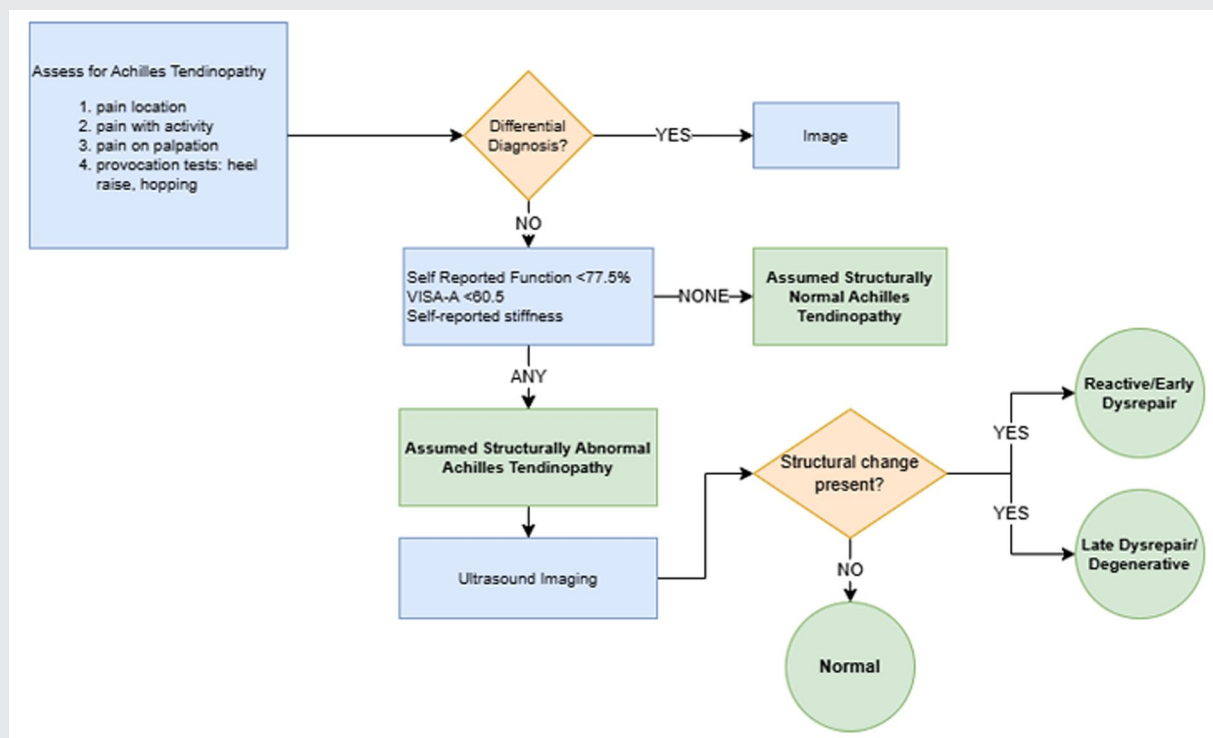 Assess for Achilles Tendinopathy
1. pain location
2. pain with activity
3. pain on palpation
4. provocation tests: heel
raise, hopping
Differential
Diagnosis?
YES
Image
NO
Self Reported Function <77.5%
VISA-A <60.5
Self-reported stiffness
NONE
Assumed Structurally
Normal Achilles
Tendinopathy
ANY
Assumed Structurally Abnormal
Achilles Tendinopathy
Ultrasound Imaging
Structural change
present?
YES
Reactive/Early
Dysrepair
YES
Late Dysrepair/
Degenerative
NO
Normal